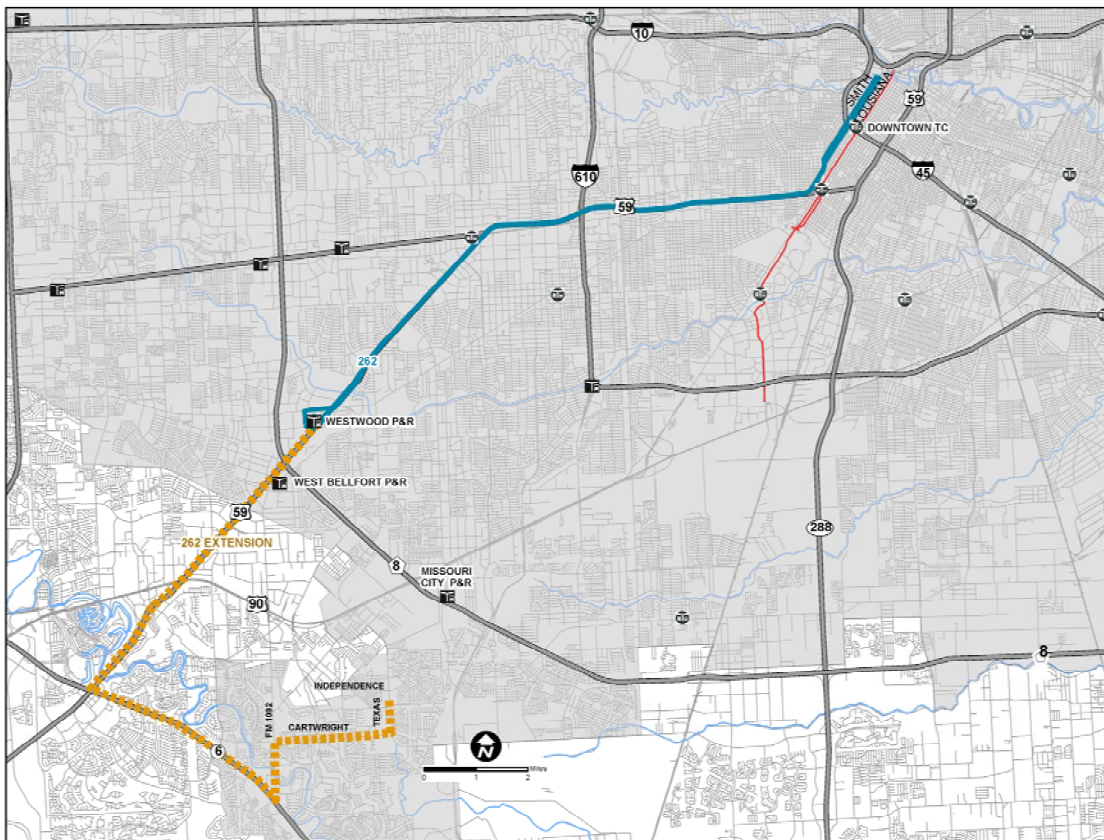 10
SMITH
LOUISIANA
59
DOWNTOWN TC
610
45
59
262
WESTWOOD P&R
WEST BELLFORT P&R
59
262 EXTENSION
288
8
MISSOURI
CITY P&R
90
8
INDEPENDENCE
FM 1092
CARTWRIGHT
TEXAS
6
N
0 1 2 Miles